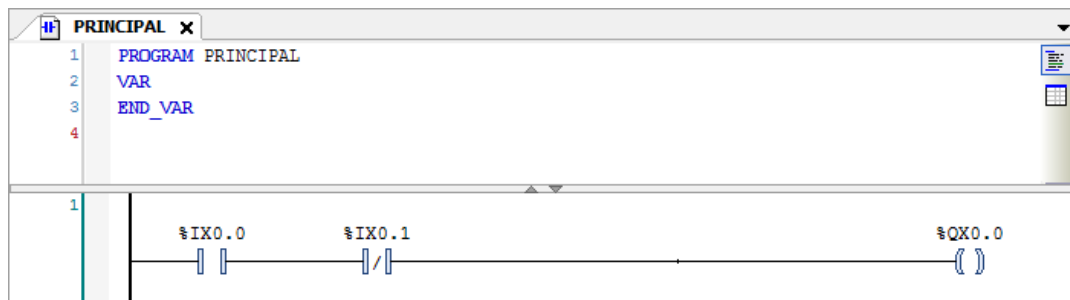 PRINCIPAL
1 PROGRAM PRINCIPAL
2 VAR
3 END_VAR
4
1
%IX0.0 %IX0.1 %QX0.0